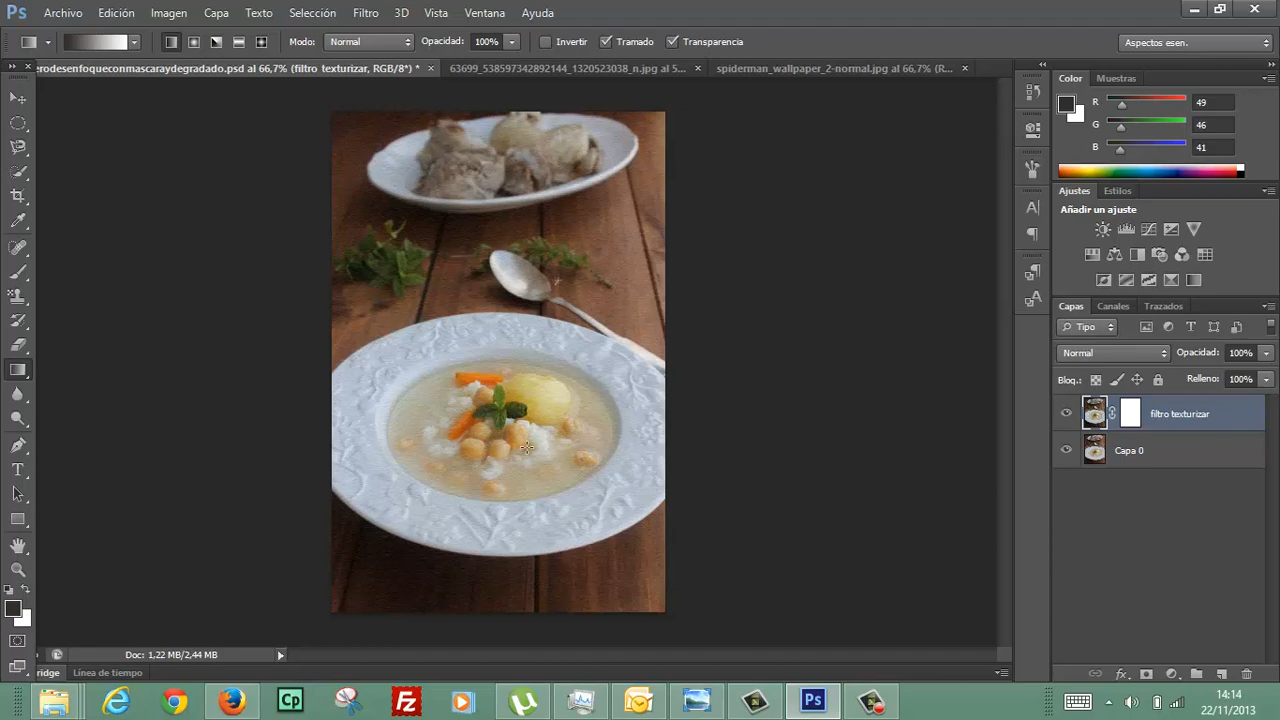 Ps Archivo Edición Imagen Capa Texto Selección Filtro 3D Vista Ventana Ayuda
Modo: Normal Opacidad: 100% Invertir Tramado Transparencia Aspectos esen.
erodesenfoqueconmascaraydegradado.psd al 66,7% (filtro texturizar, RGB/8*) * × 63699_538597342892144_1320523038_n.jpg al 5... × spiderman_wallpaper_2-normal.jpg al 66,7% (R... ×
Color Muestras
R 49
G 46
B 41
Ajustes Estilos
Añadir un ajuste
Capas Canales Trazados
Tipo
Normal Opacidad: 100%
Bloq.: Relleno: 100%
filtro texturizar
Capa 0
Doc: 1,22 MB/2,44 MB
ridge Línea de tiempo
Cp Fz Ps
14:14
22/11/2013